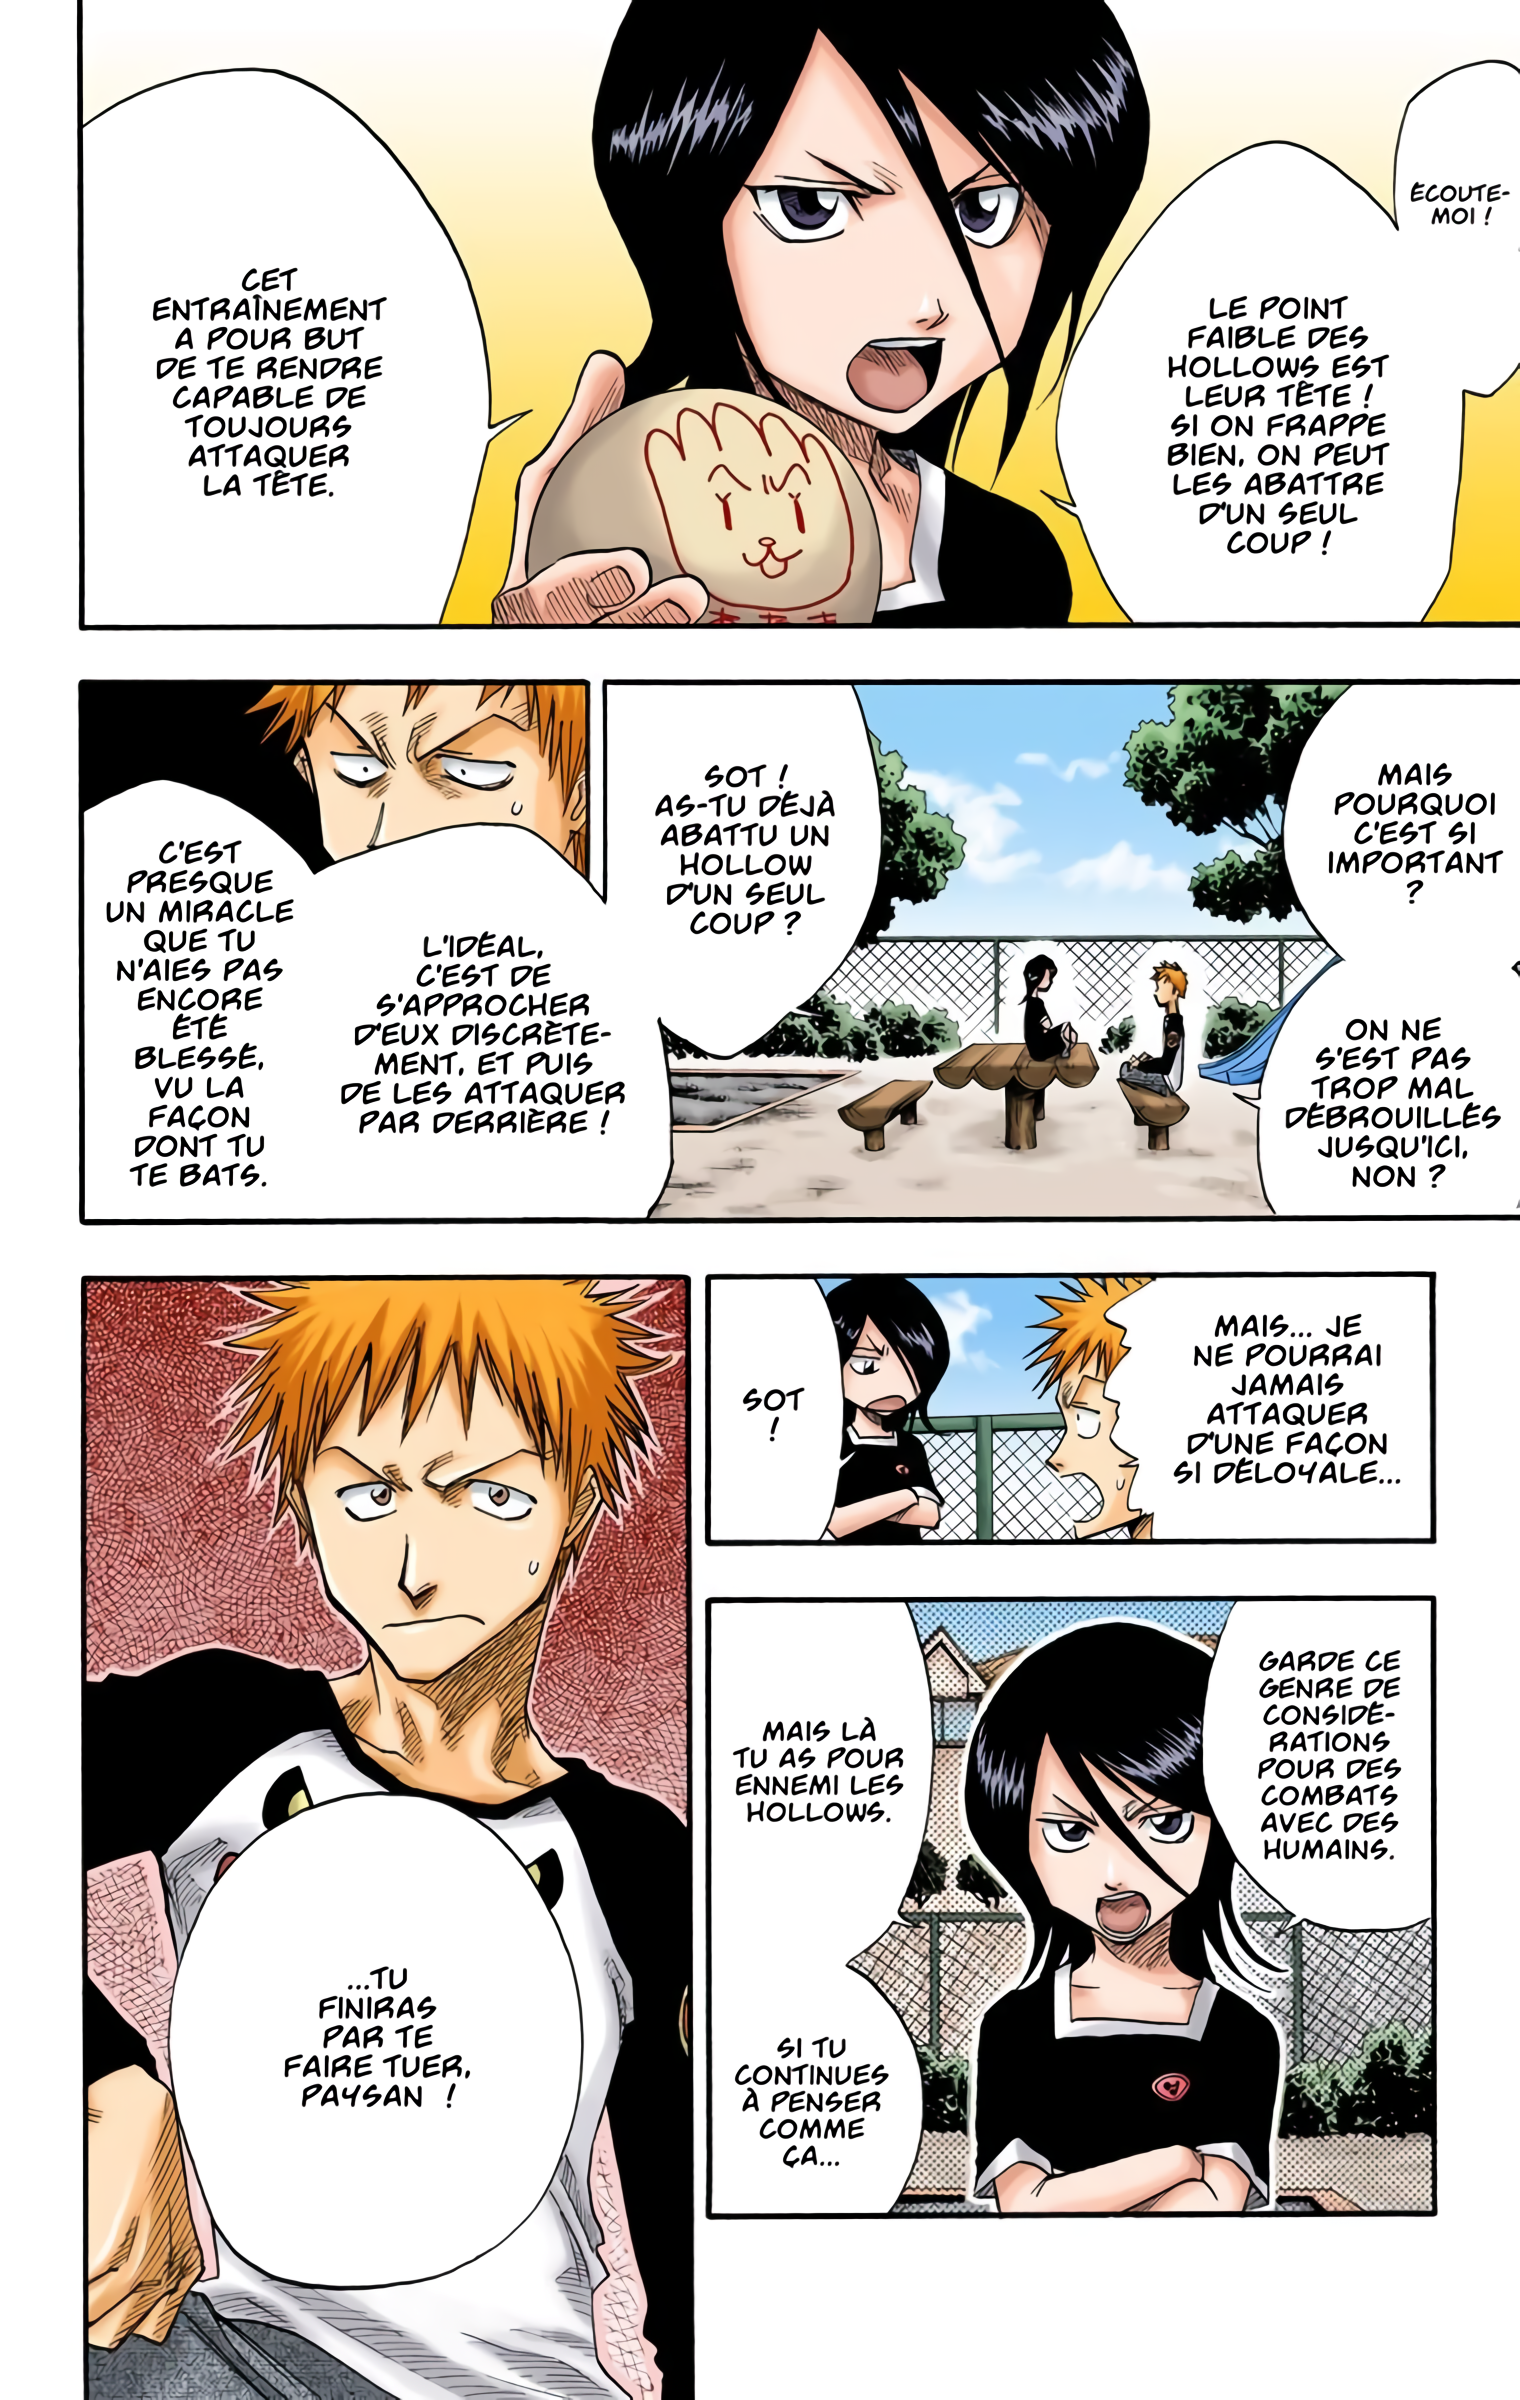 ÉCOUTE-
MOI !
LE POINT
FAIBLE DES
HOLLOWS EST
LEUR TÊTE !
SI ON FRAPPE
BIEN, ON PEUT
LES ABATTRE
D'UN SEUL
COUP !
CET
ENTRAÎNEMENT
A POUR BUT
DE TE RENDRE
CAPABLE DE
TOUJOURS
ATTAQUER
LA TÊTE.
MAIS
POURQUOI
C'EST SI
IMPORTANT
?
ON NE
S'EST PAS
TROP MAL
DÉBROUILLÉS
JUSQU'ICI,
NON ?
SOT !
AS-TU DÉJÀ
ABATTU UN
HOLLOW
D'UN SEUL
COUP ?
L'IDÉAL,
C'EST DE
S'APPROCHER
D'EUX DISCRÈTE-
MENT, ET PUIS
DE LES ATTAQUER
PAR DERRIÈRE !
C'EST
PRESQUE
UN MIRACLE
QUE TU
N'AIES PAS
ENCORE
ÉTÉ
BLESSÉ,
VU LA
FAÇON
DONT TU
TE BATS.
MAIS... JE
NE POURRAI
JAMAIS
ATTAQUER
D'UNE FAÇON
SI DÉLOYALE...
SOT
!
GARDE CE
GENRE DE
CONSIDÉ-
RATIONS
POUR DES
COMBATS
AVEC DES
HUMAINS.
MAIS LÀ
TU AS POUR
ENNEMI LES
HOLLOWS.
SI TU
CONTINUES
À PENSER
COMME
ÇA...
...TU
FINIRAS
PAR TE
FAIRE TUER,
PAYSAN !